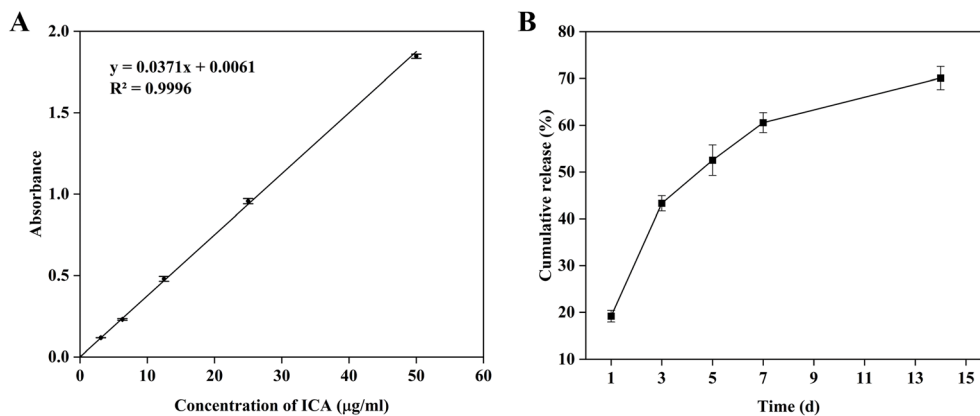 A
y = 0.0371x + 0.0061
R² = 0.9996
Absorbance
2.0
1.5
1.0
0.5
0.0
0 10 20 30 40 50 60
Concentration of ICA (μg/ml)
B
Cumulative release (%)
80
70
60
50
40
30
20
10
1 3 5 7 9 11 13 15
Time (d)